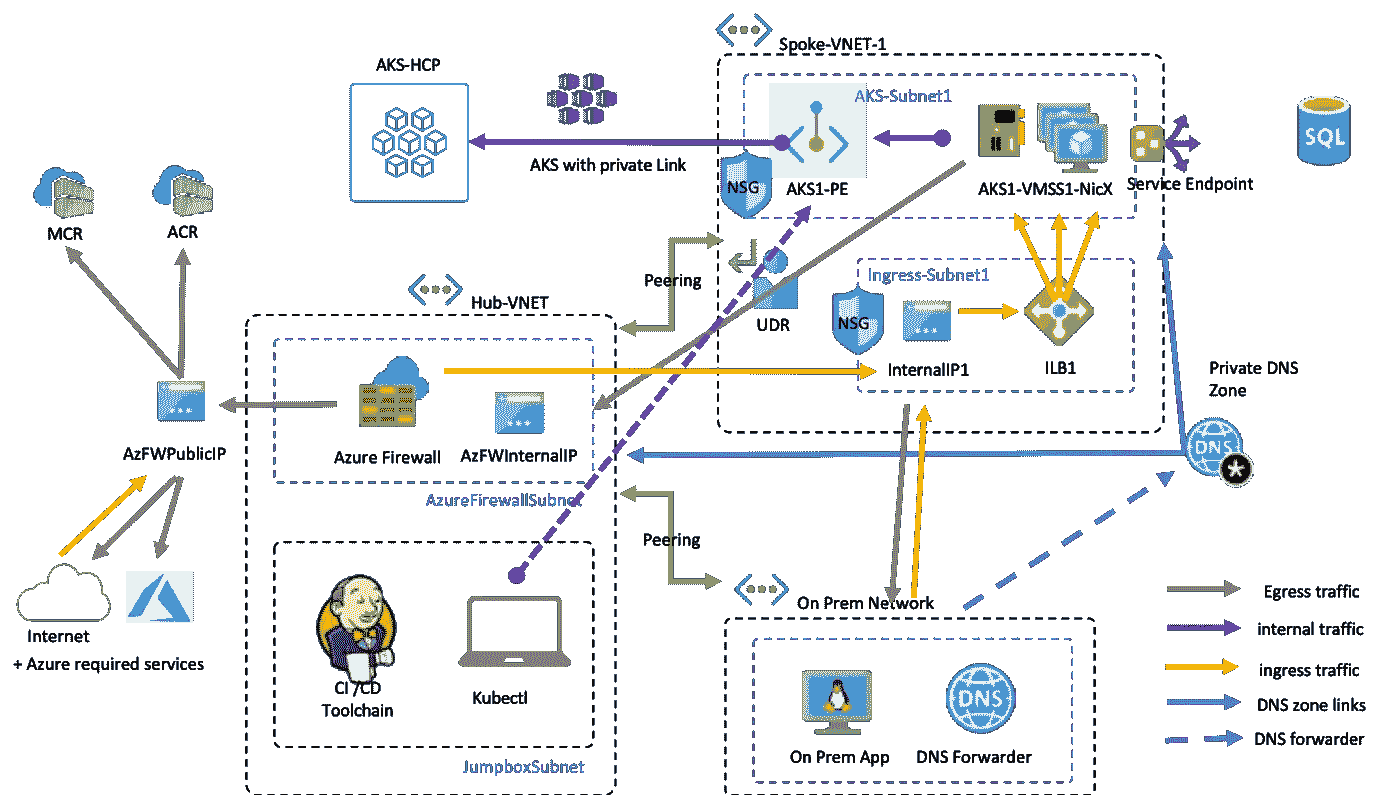 Spoke-VNET-1
AKS-HCP
AKS-Subnet1
SQL
AKS with private Link
NSG
AKS1-PE
AKS1-VMSS1-NicX
Service Endpoint
MCR
ACR
Peering
Ingress-Subnet1
Hub-VNET
UDR
NSG
InternalIP1
ILB1
Private DNS
Zone
DNS
*
AzFWPublicIP
Azure Firewall
AzFWInternalIP
AzureFirewallSubnet
Peering
On Prem Network
Internet
+ Azure required services
CI /CD
Toolchain
Kubectl
JumpboxSubnet
DNS
On Prem App
DNS Forwarder
Egress traffic
internal traffic
ingress traffic
DNS zone links
DNS forwarder